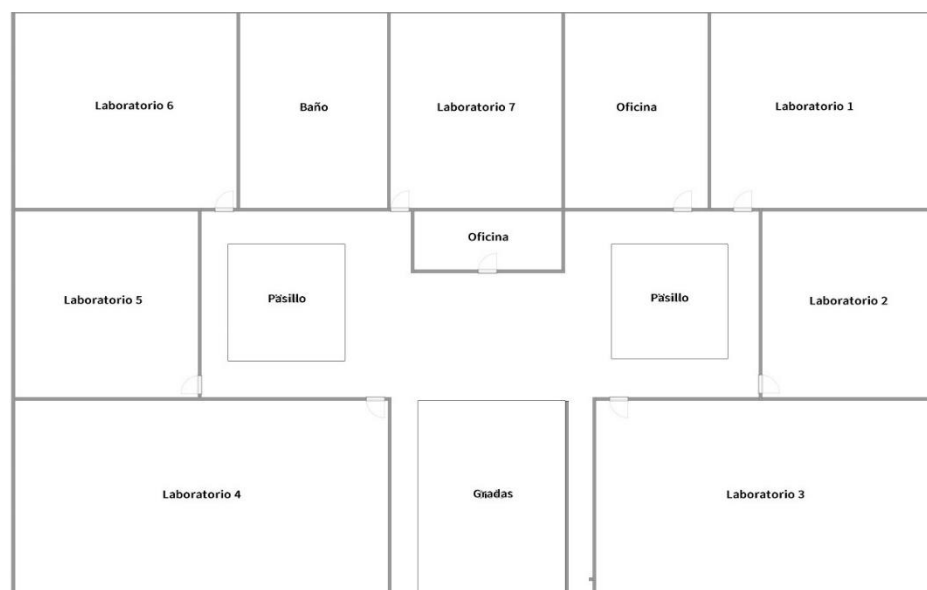 Laboratorio 6
Baño
Laboratorio 7
Oficina
Laboratorio 1
Oficina
Laboratorio 5
Pasillo
Pasillo
Laboratorio 2
Laboratorio 4
Gradas
Laboratorio 3